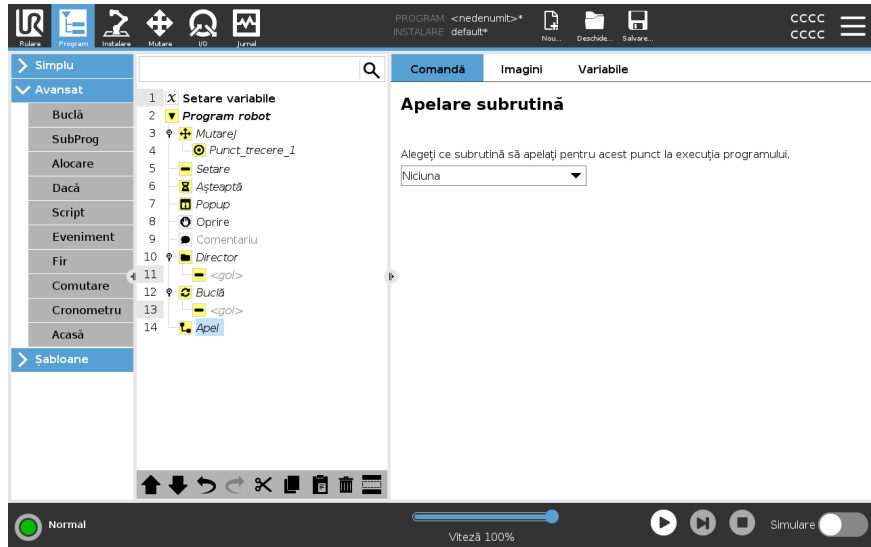 UR
Rulare
Program
Instalare
Mutare
I/O
Jurnal
PROGRAM <nedenumit>*
INSTALARE default*
Nou...
Deschide...
Salvare...
cccc
cccc
Simplu
Avansat
Buclă
SubProg
Alocare
Dacă
Script
Eveniment
Fir
Comutare
Cronometru
Acasă
Șabloane
1 X Setare variabile
2 Program robot
3 MutareJ
4 Punct_trecere_1
5 Setare
6 Așteaptă
7 Popup
8 Oprire
9 Comentariu
10 Director
11 <gol>
12 Buclă
13 <gol>
14 Apel
Comandă Imagini Variabile
Apelare subrutină
Alegeți ce subrutină să apelați pentru acest punct la execuția programului.
Niciuna
Normal
Viteză 100%
Simulare